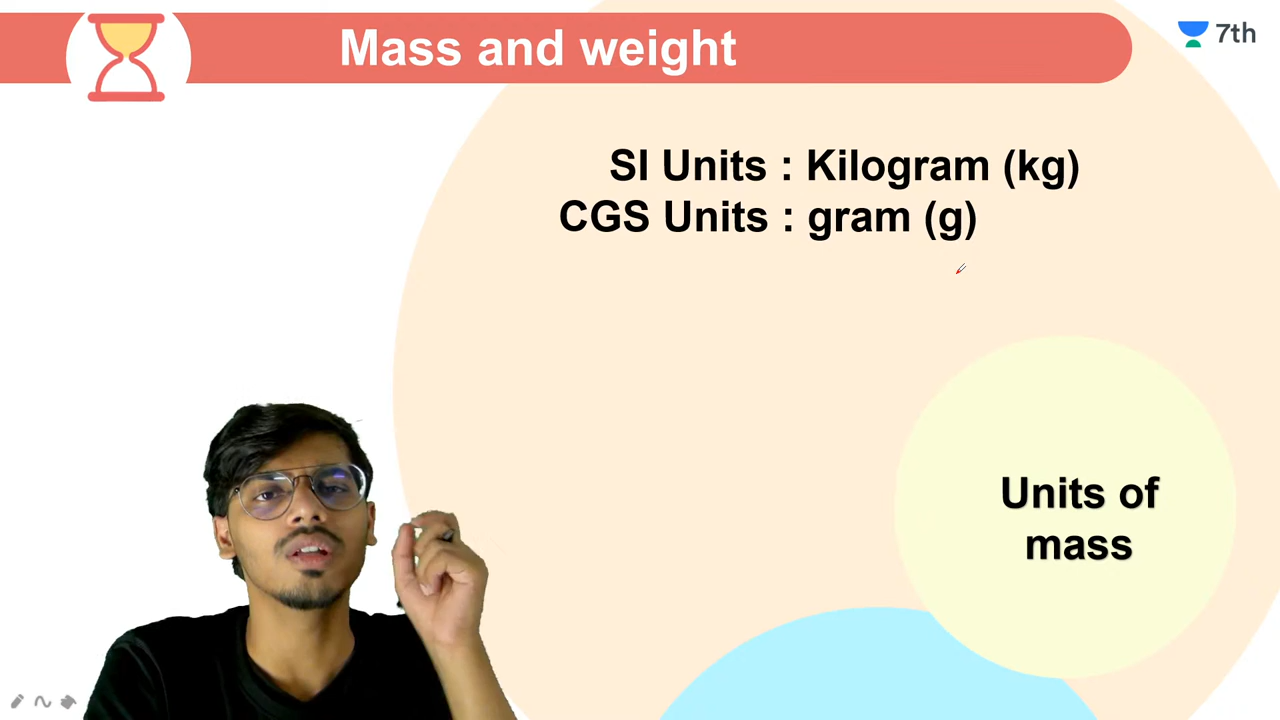 Mass and weight
7th
SI Units : Kilogram (kg)
CGS Units : gram (g)
Units of
mass